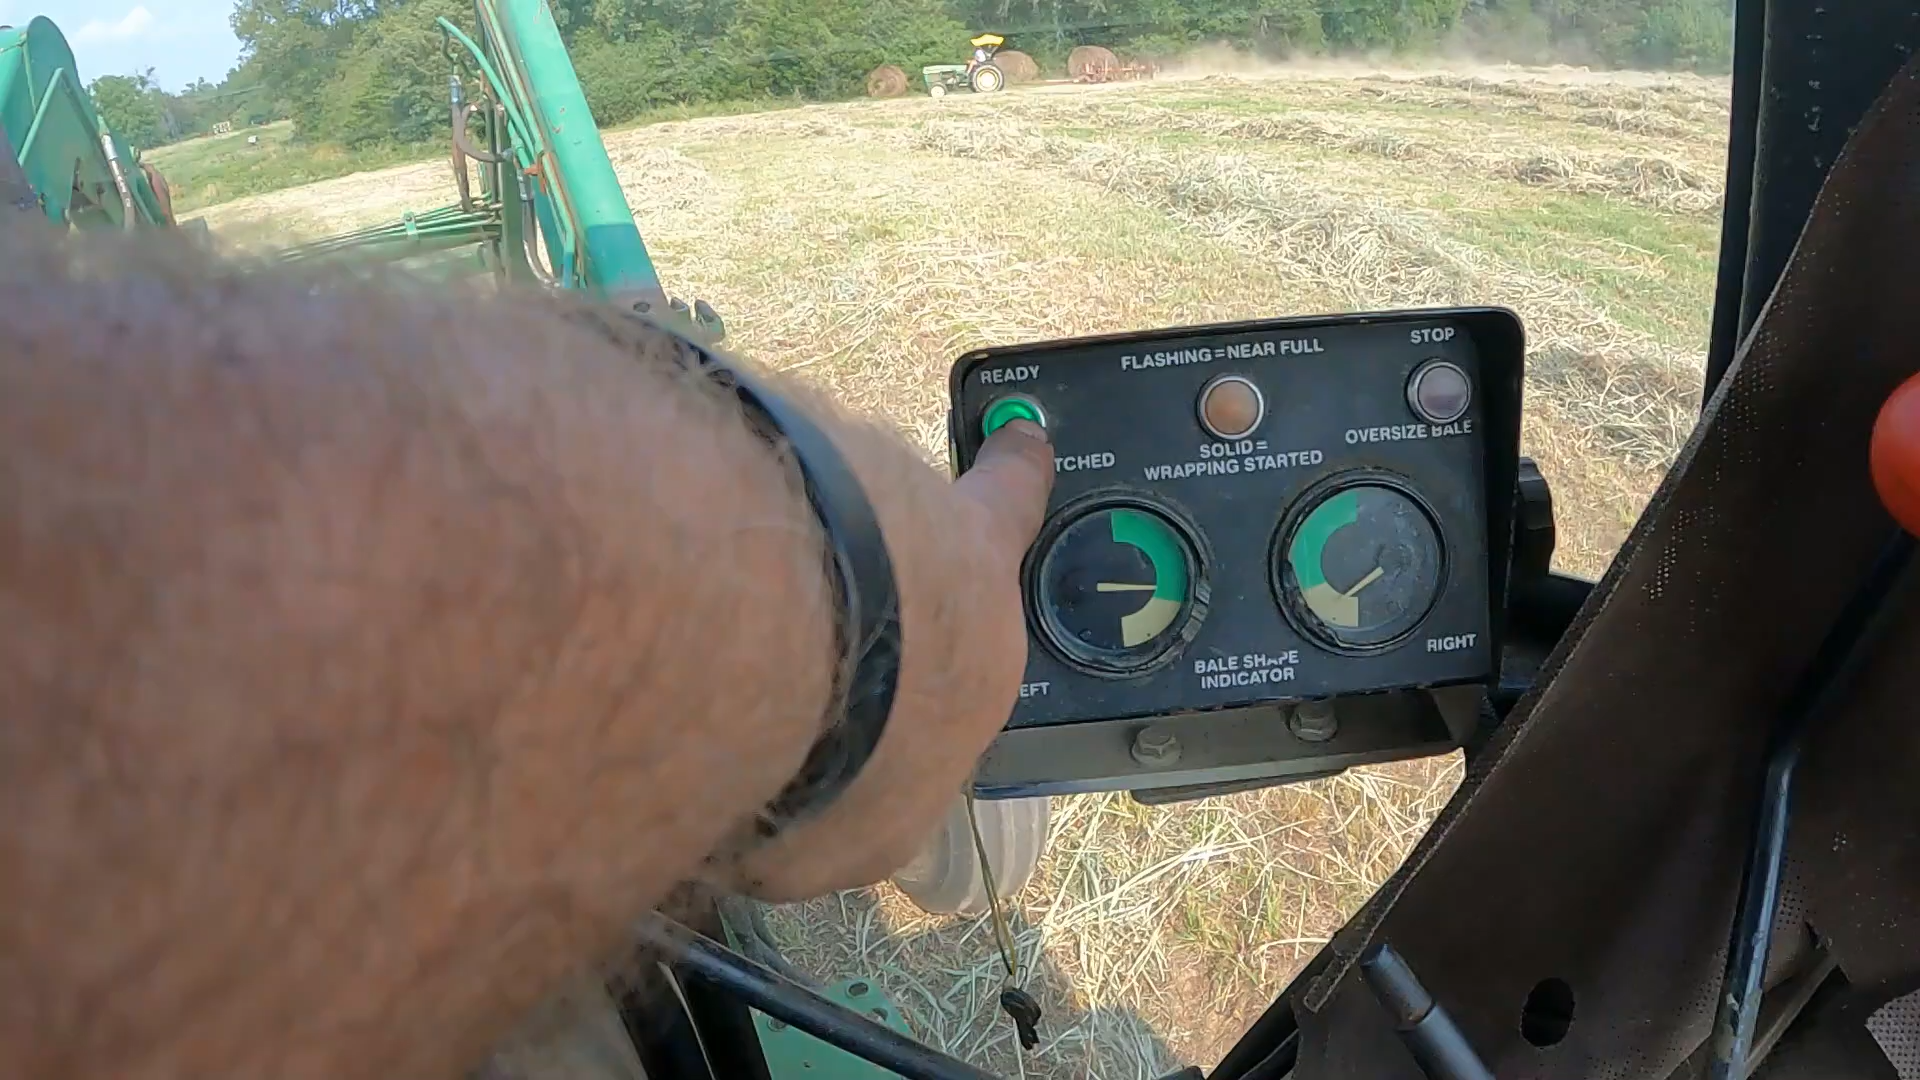 READY
FLASHING=NEAR FULL
STOP
TCHED
SOLID =
WRAPPING STARTED
OVERSIZE BALE
EFT
BALE SHAPE
INDICATOR
RIGHT